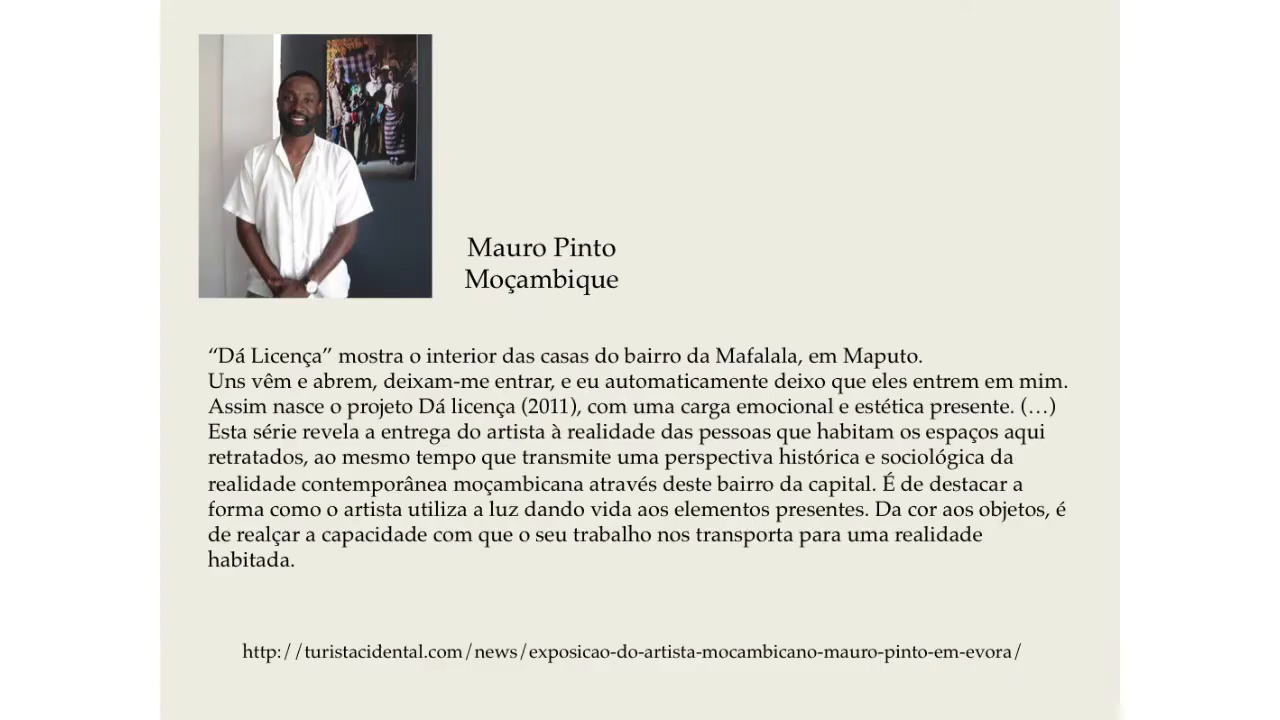 Mauro Pinto
Moçambique
“Dá Licença” mostra o interior das casas do bairro da Mafalala, em Maputo.
Uns vêm e abrem, deixam-me entrar, e eu automaticamente deixo que eles entrem em mim.
Assim nasce o projeto Dá licença (2011), com uma carga emocional e estética presente. (…)
Esta série revela a entrega do artista à realidade das pessoas que habitam os espaços aqui
retratados, ao mesmo tempo que transmite uma perspectiva histórica e sociológica da
realidade contemporânea moçambicana através deste bairro da capital. É de destacar a
forma como o artista utiliza a luz dando vida aos elementos presentes. Da cor aos objetos, é
de realçar a capacidade com que o seu trabalho nos transporta para uma realidade
habitada.
http://turistacidental.com/news/exposicao-do-artista-mocambicano-mauro-pinto-em-evora/